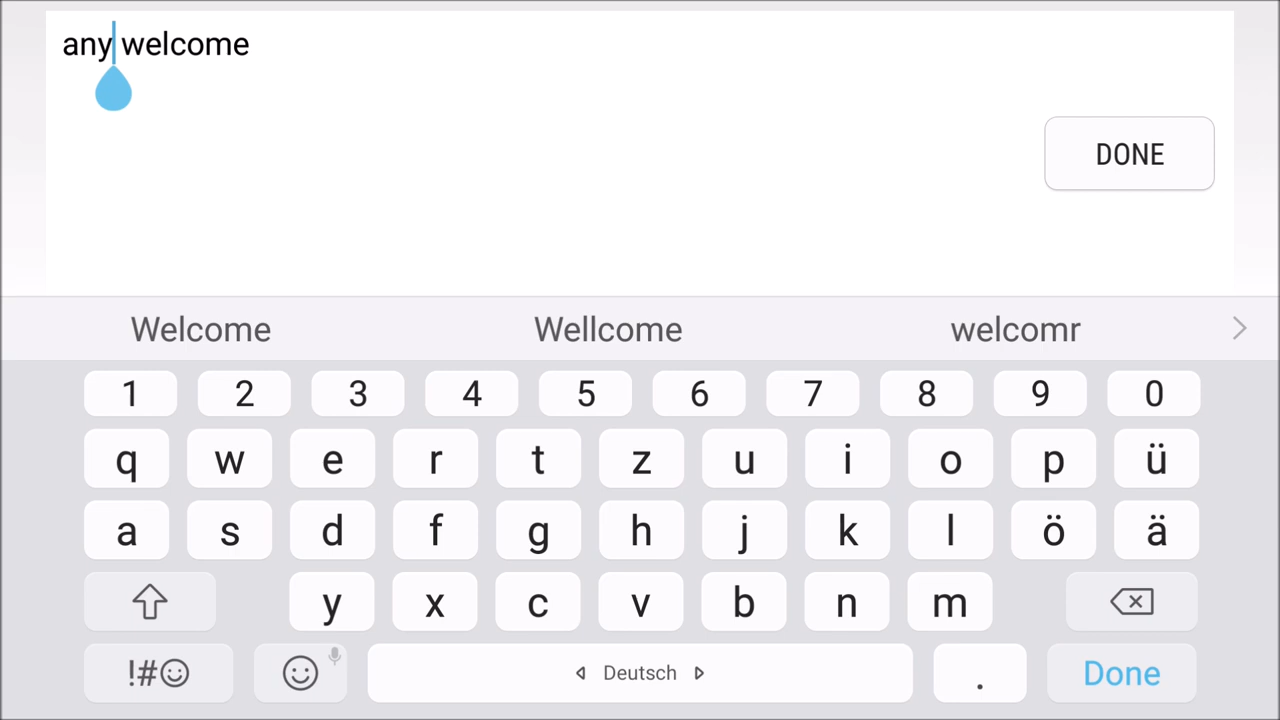 any welcome
DONE
Welcome Wellcome welcomr
1 2 3 4 5 6 7 8 9 0
q w e r t z u i o p ü
a s d f g h j k l ö ä
y x c v b n m
!#☺ Deutsch . Done